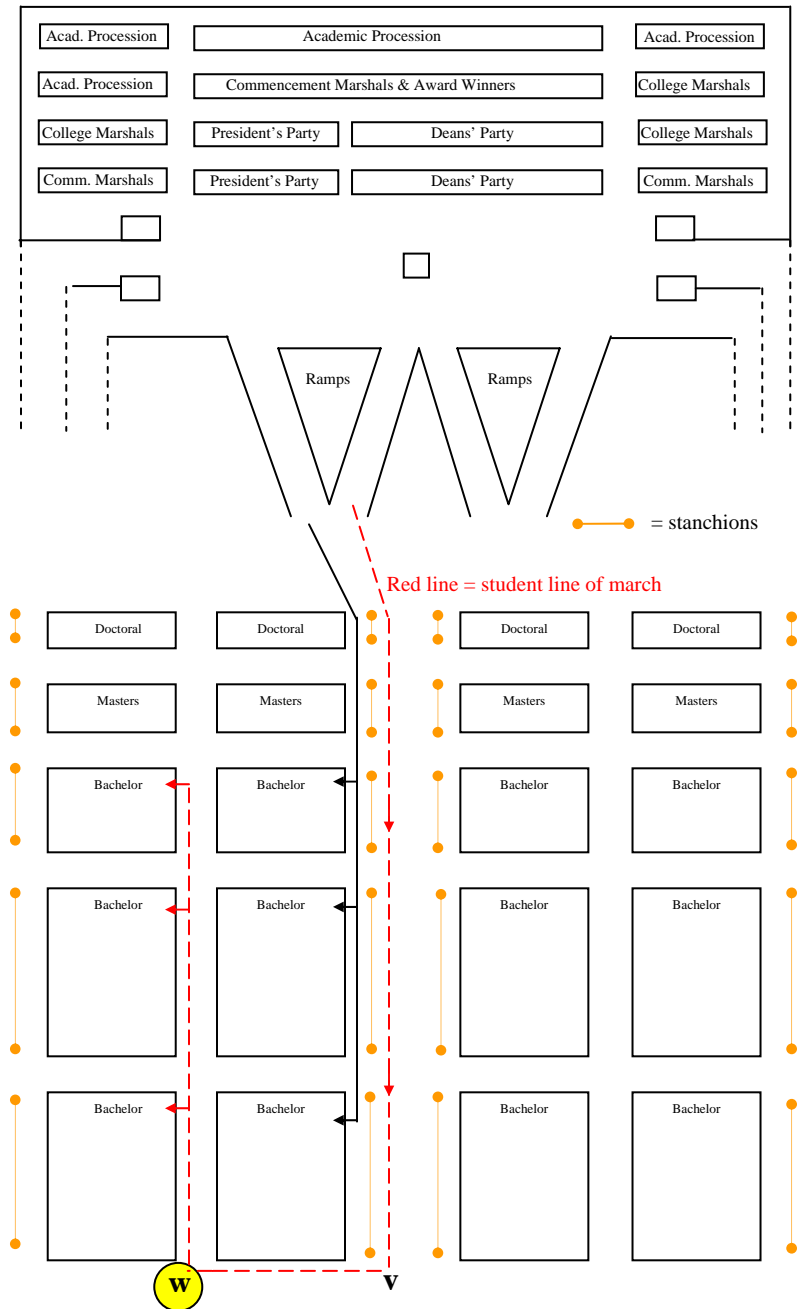 Acad. Procession Academic Procession Acad. Procession
Acad. Procession Commencement Marshals & Award Winners College Marshals
College Marshals President’s Party Deans’ Party College Marshals
Comm. Marshals President’s Party Deans’ Party Comm. Marshals
Ramps Ramps
= stanchions
Red line = student line of march
Doctoral Doctoral Doctoral Doctoral
Masters Masters Masters Masters
Bachelor Bachelor Bachelor Bachelor
Bachelor Bachelor Bachelor Bachelor
Bachelor Bachelor Bachelor Bachelor
w v